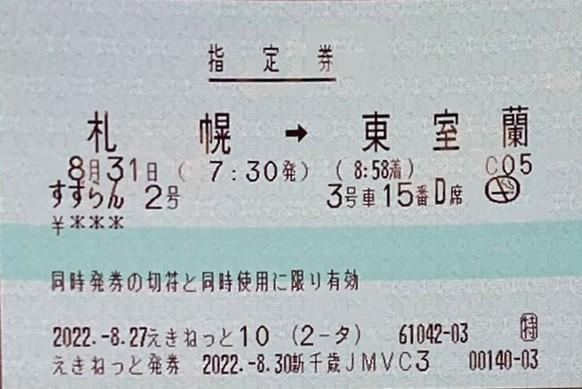 指定券
札幌 → 東室蘭
8月31日 ( 7:30発) (8:58着) C05
すずらん 2号 3号車15番D席
¥***
同時発券の切符と同時使用に限り有効
2022.-8.27えきねっと10 (2-タ) 61042-03 特
えきねっと発券 2022.-8.30新千歳JMVC3 00140-03